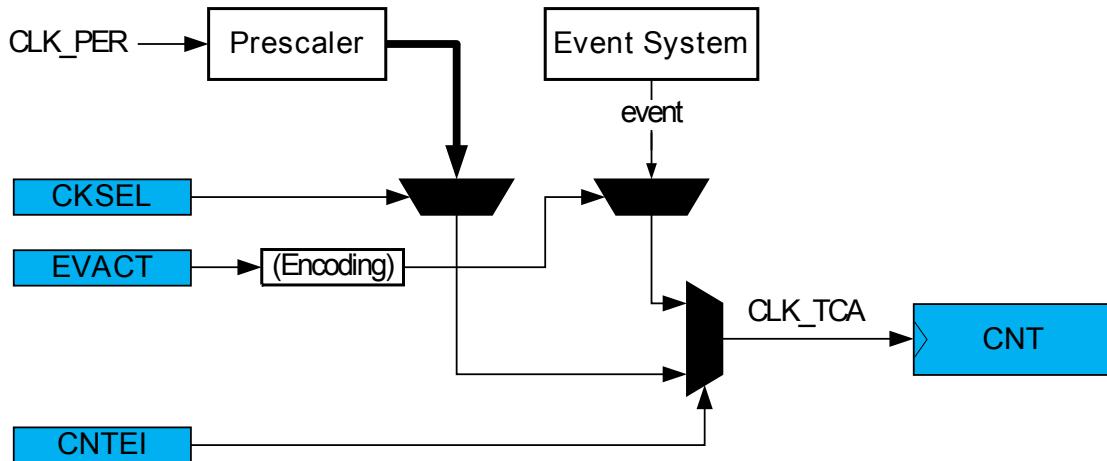 CLK_PER
Prescaler
Event System
event
CKSEL
EVACT
(Encoding)
CLK_TCA
CNT
CNTEI